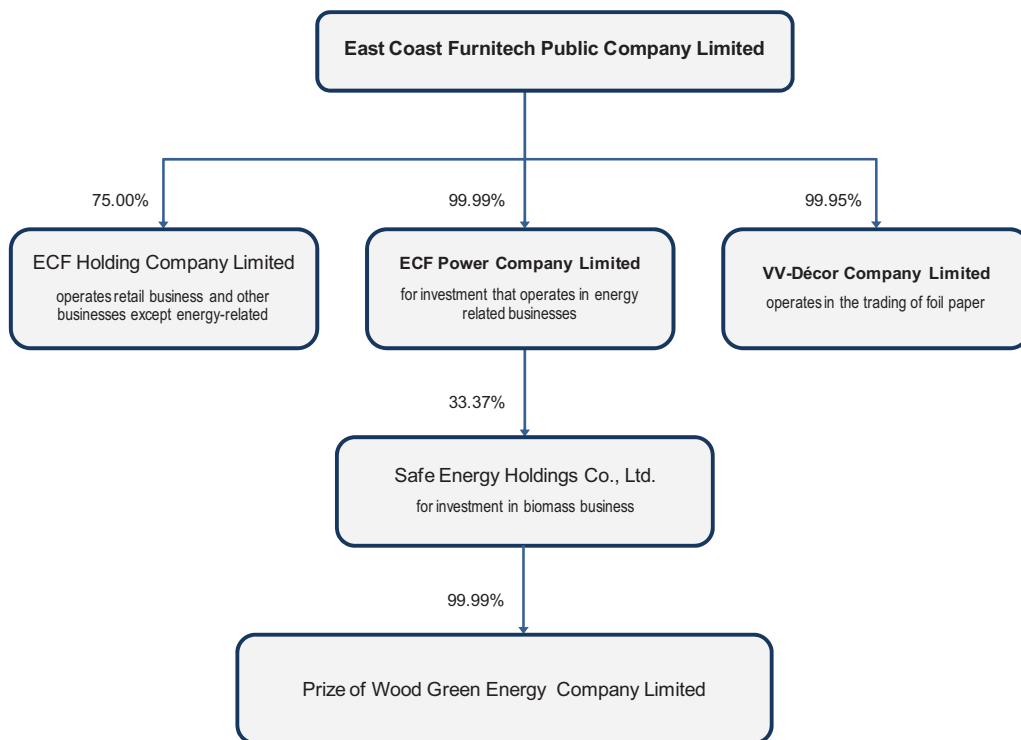 East Coast Furnitech Public Company Limited
75.00%
99.99%
99.95%
ECF Holding Company Limited
operates retail business and other
businesses except energy-related
ECF Power Company Limited
for investment that operates in energy
related businesses
VV-Décor Company Limited
operates in the trading of foil paper
33.37%
Safe Energy Holdings Co., Ltd.
for investment in biomass business
99.99%
Prize of Wood Green Energy Company Limited